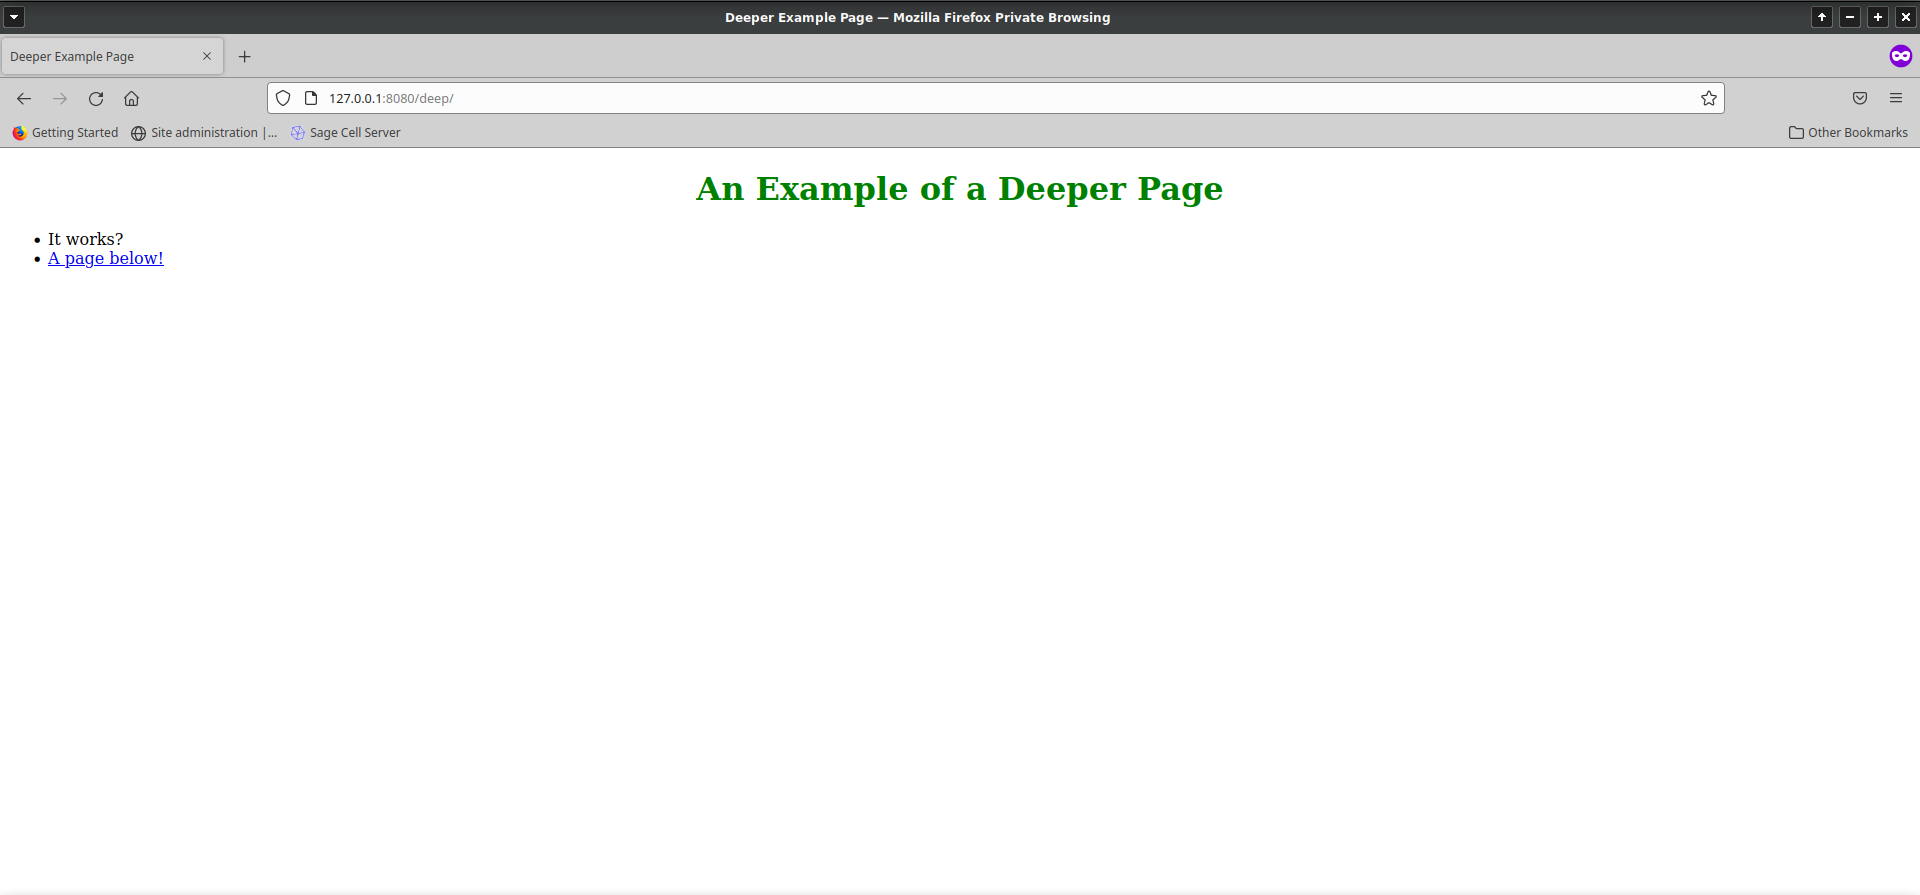 Deeper Example Page — Mozilla Firefox Private Browsing
Deeper Example Page
127.0.0.1:8080/deep/
Getting Started Site administration |... Sage Cell Server Other Bookmarks
An Example of a Deeper Page
• It works?
• A page below!